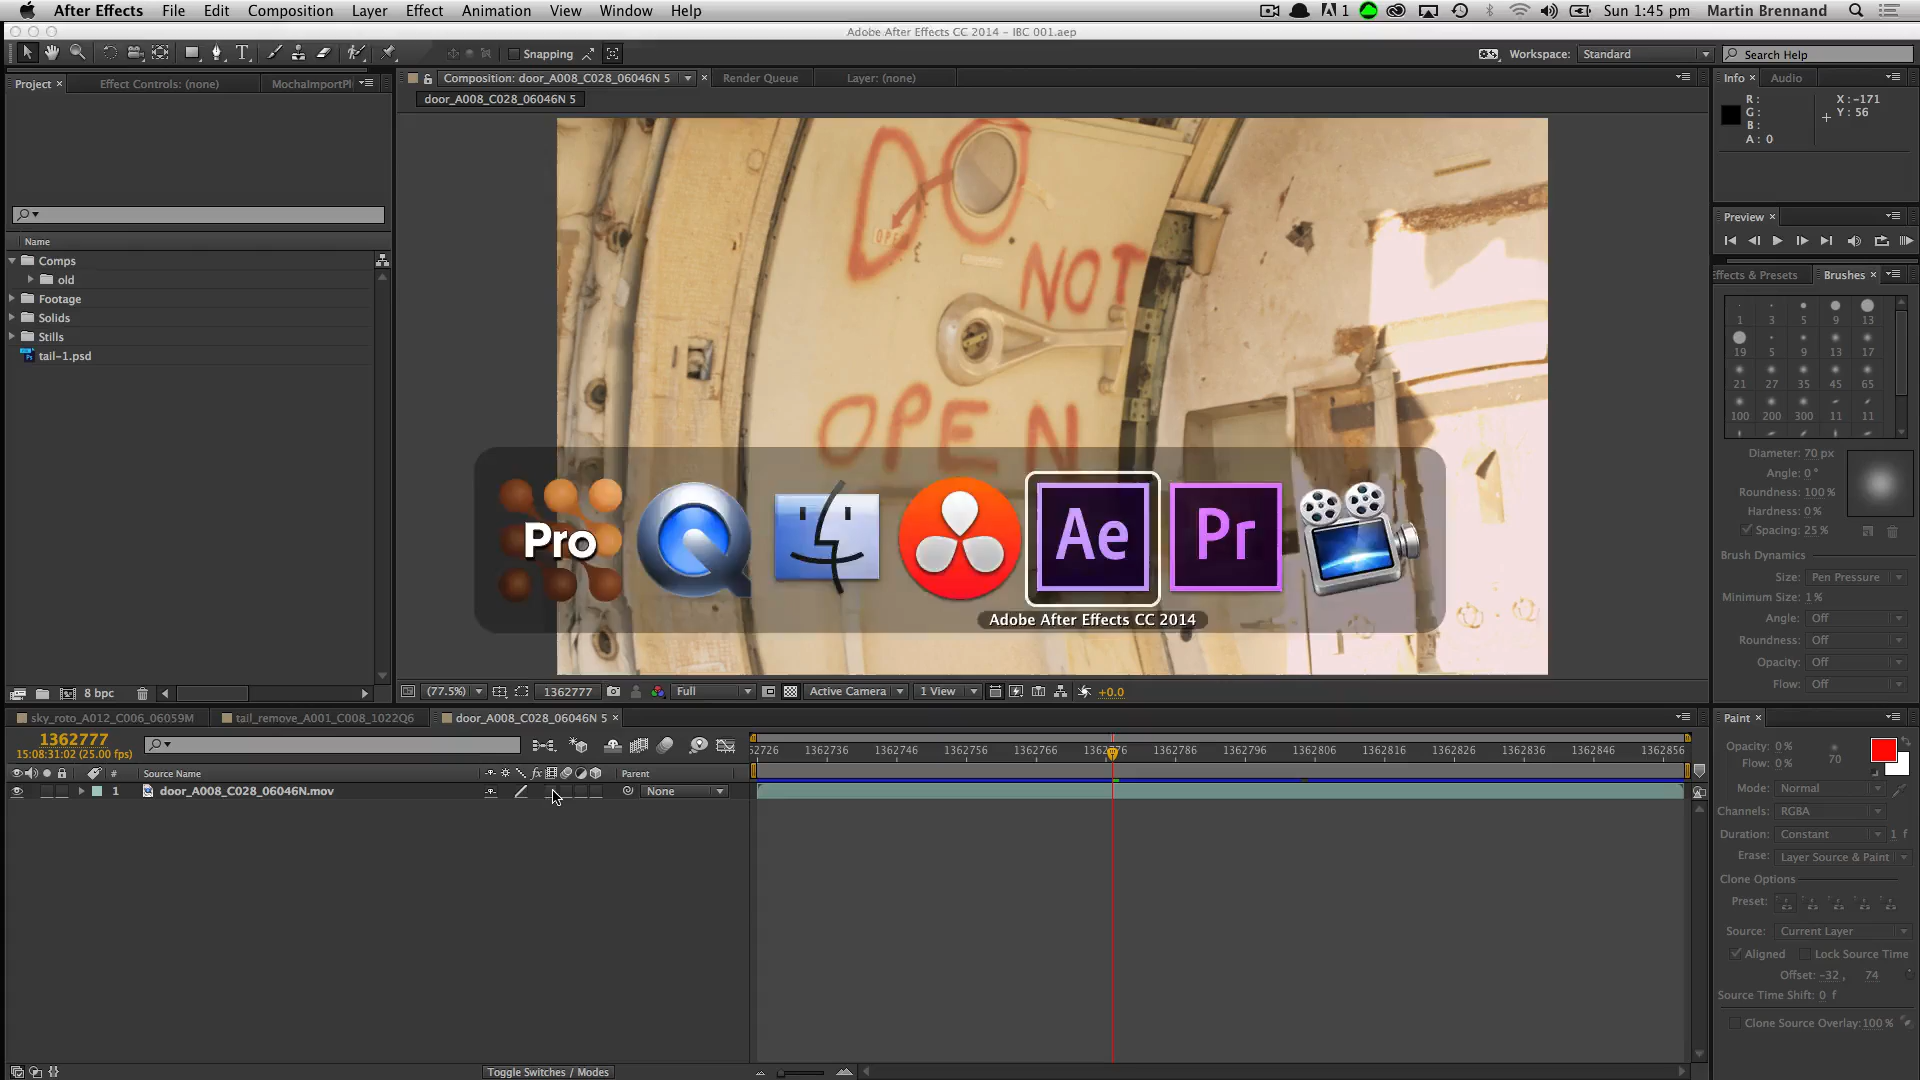 After Effects File Edit Composition Layer Effect Animation View Window Help
1 Sun 1:45 pm Martin Brennand
Adobe After Effects CC 2014 – IBC 001.aep
Snapping
Workspace: Standard
Search Help
Project
Effect Controls: (none)
MochaImportPl
Composition: door_A008_C028_06046N 5
Render Queue
Layer: (none)
Info
Audio
door_A008_C028_06046N 5
R :
G :
B :
A : 0
X : -171
Y : 56
Name
Comps
old
Footage
Solids
Stills
tail-1.psd
DO
OPEN
NOT
OPEN
Preview
Effects & Presets
Brushes
1 3 5 9 13
19 5 9 13 17
21 27 35 45 65
100 200 300 11 11
Diameter: 70 px
Angle: 0 °
Roundness: 100 %
Hardness: 0 %
Spacing: 25 %
Brush Dynamics
Size: Pen Pressure
Minimum Size: 1 %
Angle: Off
Roundness: Off
Opacity: Off
Flow: Off
Pro
Ae
Pr
Adobe After Effects CC 2014
8 bpc
(77.5%)
1362777
Full
Active Camera
1 View
+0.0
sky_roto_A012_C006_06059M
tail_remove_A001_C008_1022Q6
door_A008_C028_06046N 5
1362777
15:08:31:02 (25.00 fps)
62726 1362736 1362746 1362756 1362766 1362776 1362786 1362796 1362806 1362816 1362826 1362836 1362846 1362856
# Source Name
fx
Parent
1 door_A008_C028_06046N.mov
None
Toggle Switches / Modes
Paint
Opacity: 0 %
Flow: 0 %
70
Mode: Normal
Channels: RGBA
Duration: Constant 1 f
Erase: Layer Source & Paint
Clone Options
Preset:
Source: Current Layer
Aligned
Lock Source Time
Offset: -32 , 74
Source Time Shift: 0 f
Clone Source Overlay: 100 %